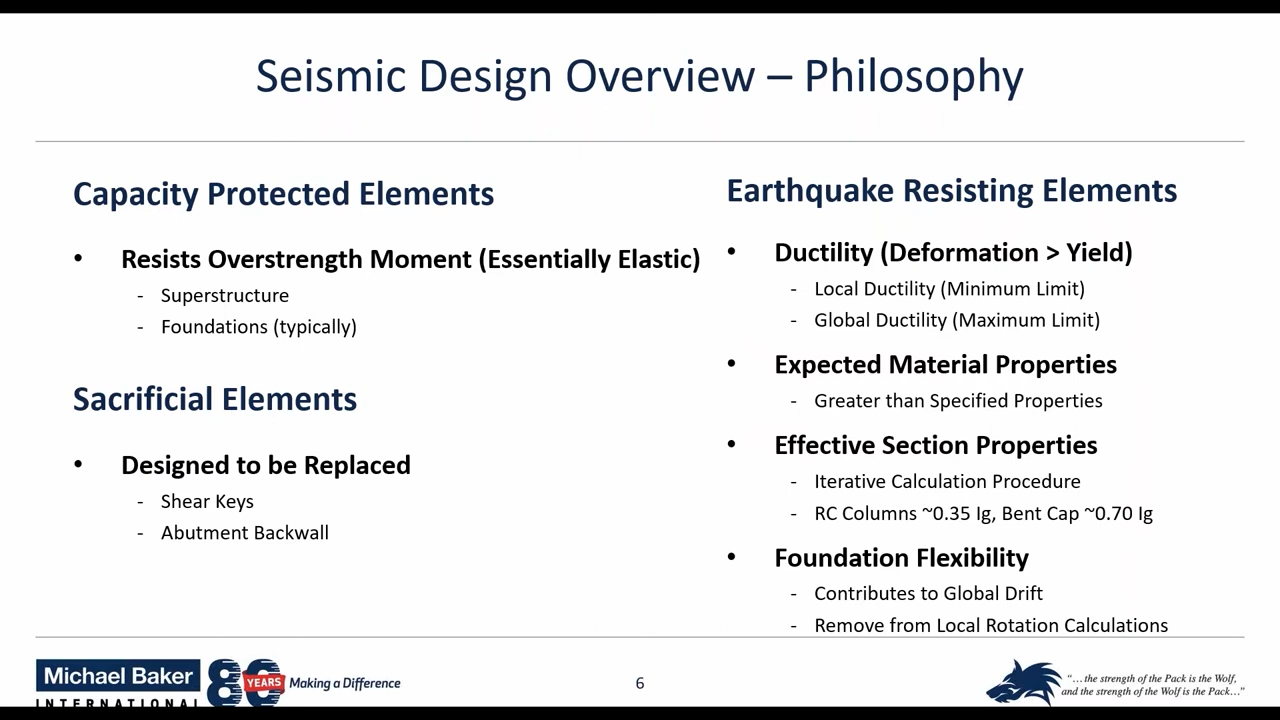 Seismic Design Overview – Philosophy
Capacity Protected Elements
• Resists Overstrength Moment (Essentially Elastic)
- Superstructure
- Foundations (typically)
Sacrificial Elements
• Designed to be Replaced
- Shear Keys
- Abutment Backwall
Earthquake Resisting Elements
• Ductility (Deformation > Yield)
- Local Ductility (Minimum Limit)
- Global Ductility (Maximum Limit)
• Expected Material Properties
- Greater than Specified Properties
• Effective Section Properties
- Iterative Calculation Procedure
- RC Columns ~0.35 Ig, Bent Cap ~0.70 Ig
• Foundation Flexibility
- Contributes to Global Drift
- Remove from Local Rotation Calculations
Michael Baker
INTERNATIONAL
80
YEARS
Making a Difference
6
“…the strength of the Pack is the Wolf,
and the strength of the Wolf is the Pack…”